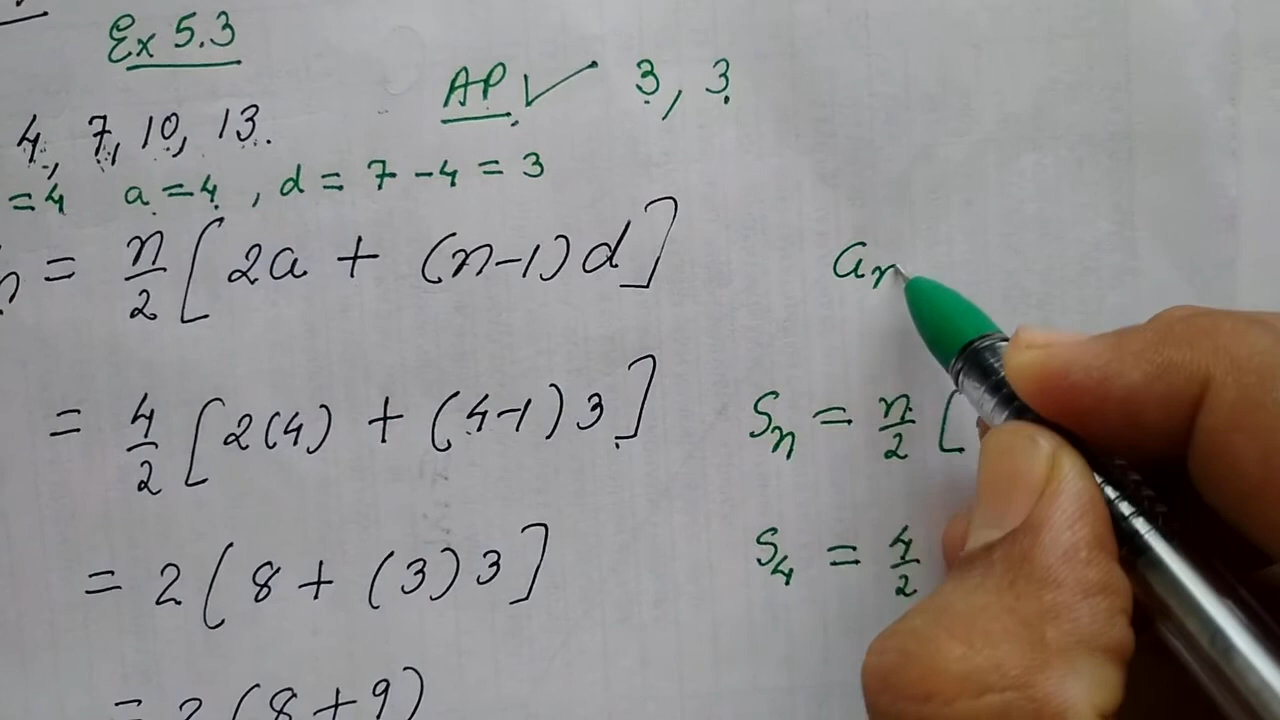 Ex 5.3
AP ✓ 3, 3
4, 7, 10, 13.
=4 a=4, d = 7-4 = 3
= n/2 [2a + (n-1)d]
an
= 4/2 [2(4) + (4-1)3]
Sn = n/2 [
= 2(8 + (3)3]
S4 = 4/2
= 2(8+9)